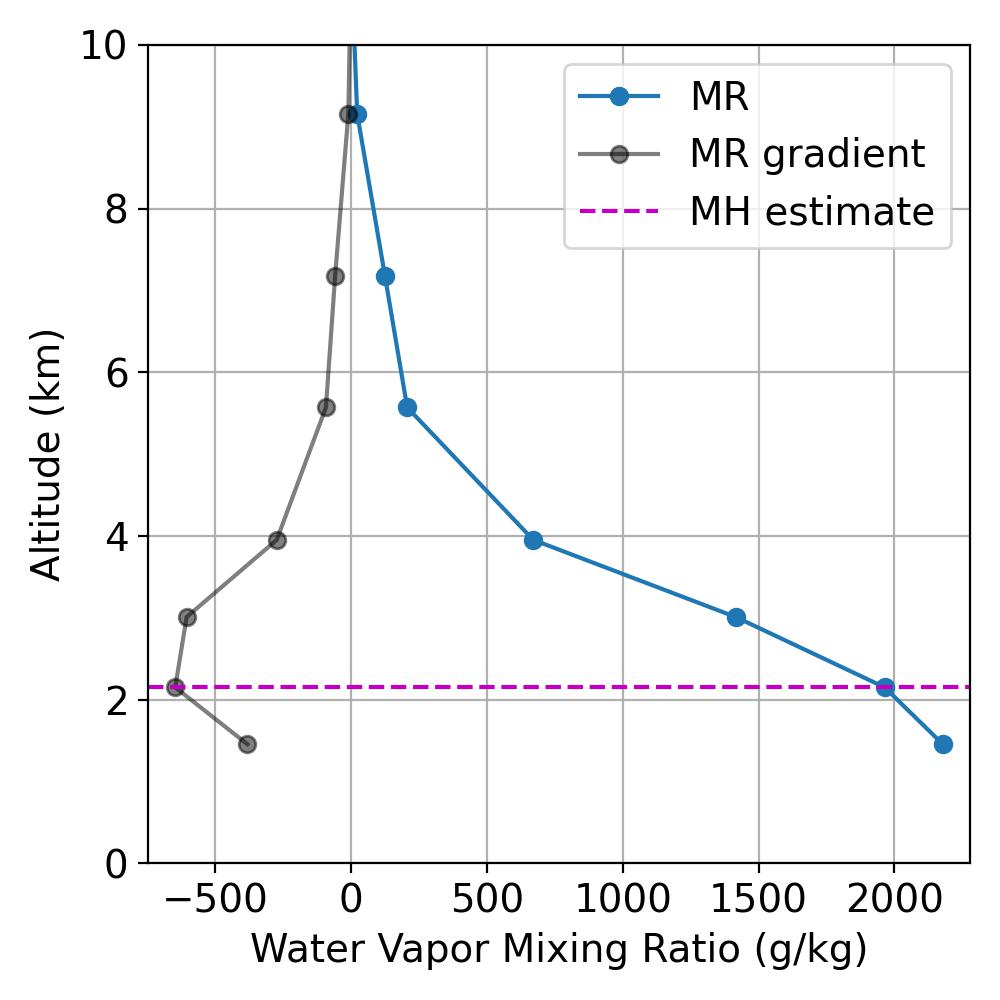 10
8
6
4
2
0
Altitude (km)
MR
MR gradient
MH estimate
−500 0 500 1000 1500 2000
Water Vapor Mixing Ratio (g/kg)